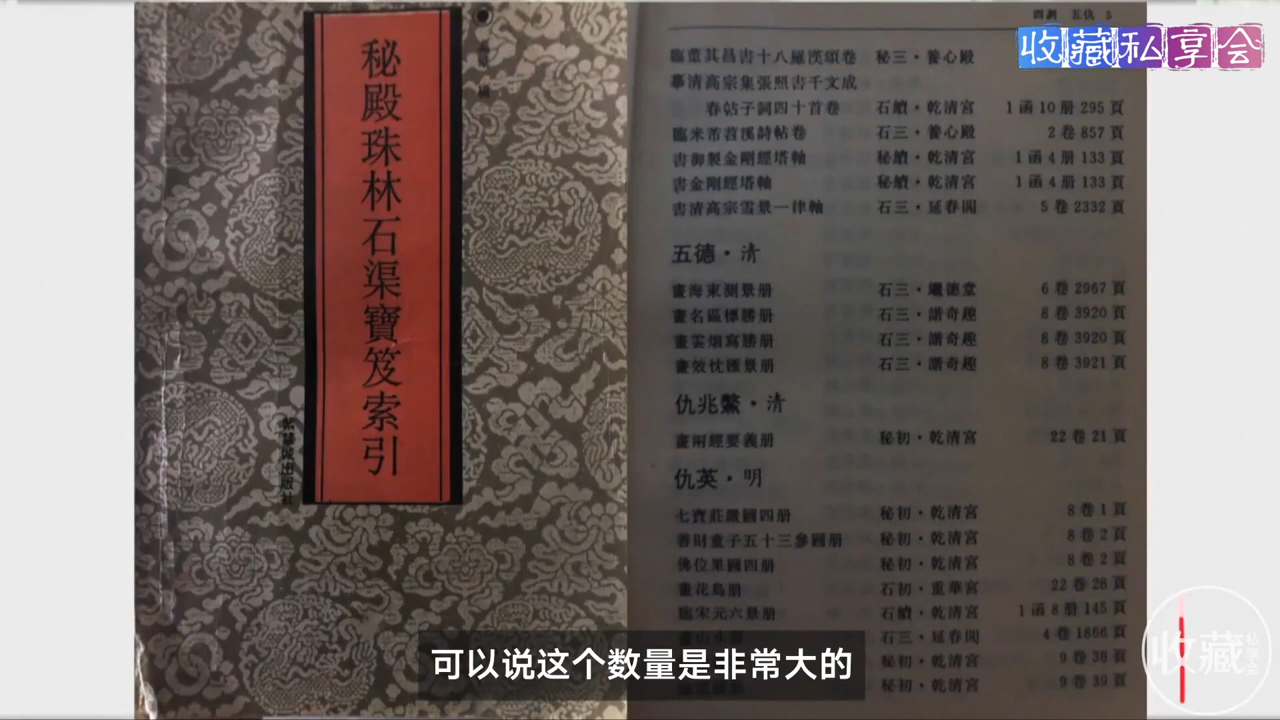 秘殿珠林石渠寶笈索引
紫禁城出版社
四劃 五仇 5
臨董其昌書十八羅漢頌卷 秘三·養心殿
摹清高宗集張照書千文成
春帖子詞四十首卷 石續·乾清宮 1函10册295頁
臨米芾苕溪詩帖卷 石三·養心殿 2卷857頁
書御製金剛經塔軸 秘續·乾清宮 1函4册133頁
書金剛經塔軸 秘續·乾清宮 1函4册133頁
書清高宗雪景一律軸 石三·延春閣 5卷2332頁
五德·清
畫海東測景册 石三·繼德堂 6卷2967頁
畫名區標勝册 石三·諧奇趣 8卷3920頁
畫雲烟寫勝册 石三·諧奇趣 8卷3920頁
畫效忱匯景册 石三·諧奇趣 8卷3921頁
仇兆鰲·清
畫兩經要義册 秘初·乾清宮 22卷21頁
仇英·明
七寶莊嚴圖四册 秘初·乾清宮 8卷1頁
善財童子五十三參圖册 秘初·乾清宮 8卷2頁
佛位果圖四册 秘初·乾清宮 8卷2頁
畫花鳥册 石初·重華宮 22卷28頁
臨宋元六景册 石續·乾清宮 1函8册145頁
畫山水 石三·延春閣 4卷1866頁
秘初·乾清宮 9卷38頁
秘初·乾清宮 9卷39頁
可以说这个数量是非常大的
收藏私享会
收藏私享会